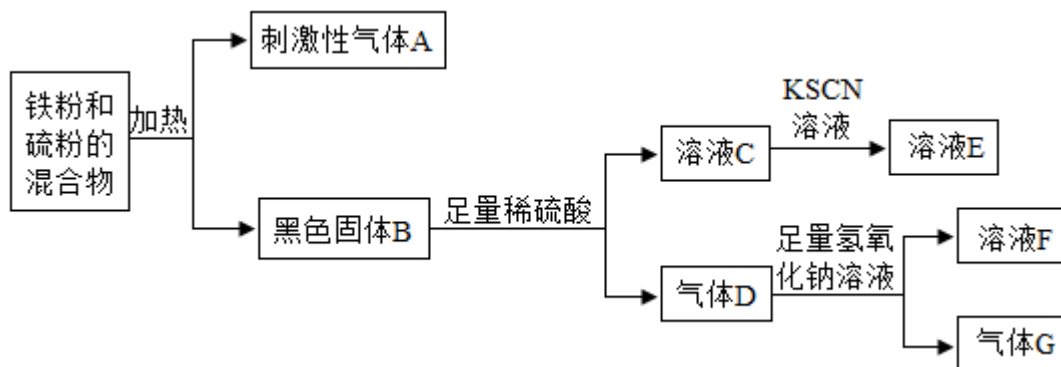 刺激性气体A
铁粉和
硫粉的
混合物
加热
黑色固体B
足量稀硫酸
溶液C
KSCN
溶液
溶液E
气体D
足量氢氧
化钠溶液
溶液F
气体G